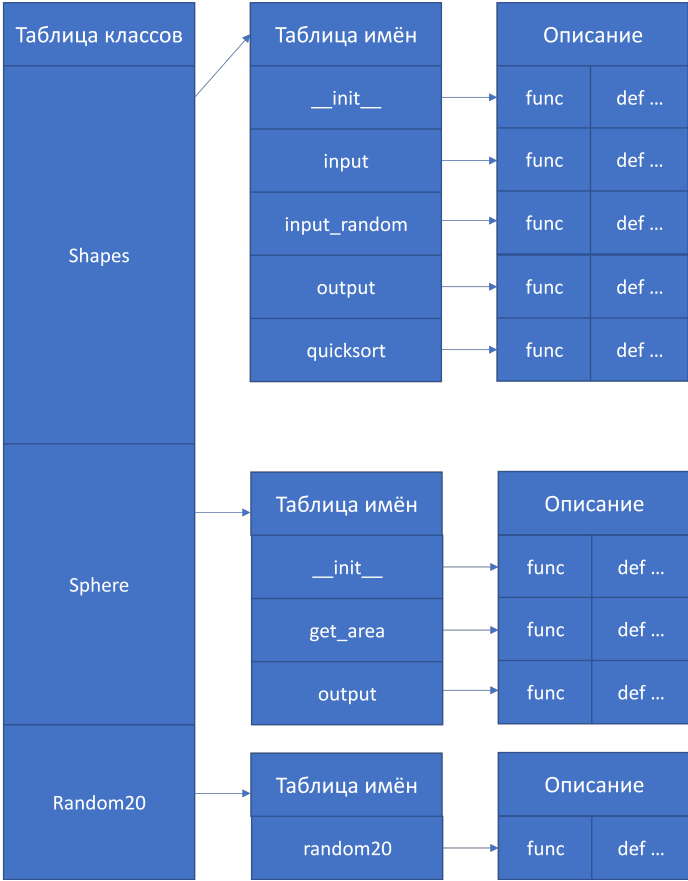 Таблица классов
Таблица имён
Описание
Shapes
__init__
func
def ...
input
func
def ...
input_random
func
def ...
output
func
def ...
quicksort
func
def ...
Sphere
Таблица имён
Описание
__init__
func
def ...
get_area
func
def ...
output
func
def ...
Random20
Таблица имён
Описание
random20
func
def ...